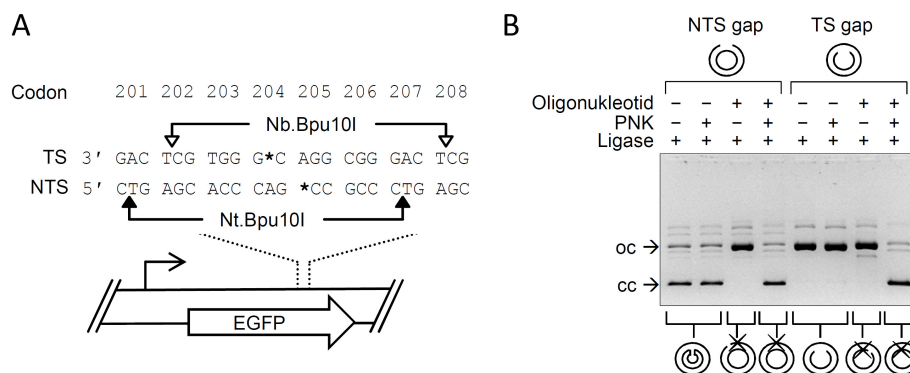 A
Codon 201 202 203 204 205 206 207 208
Nb.Bpu10I
TS 3' GAC TCG TGG G*C AGG CGG GAC TCG
NTS 5' CTG AGC ACC CAG *CC GCC CTG AGC
Nt.Bpu10I
EGFP
B
NTS gap TS gap
Oligonukleotid – – + + – – + +
PNK – + – + – + – +
Ligase + + + + + + + +
oc →
cc →